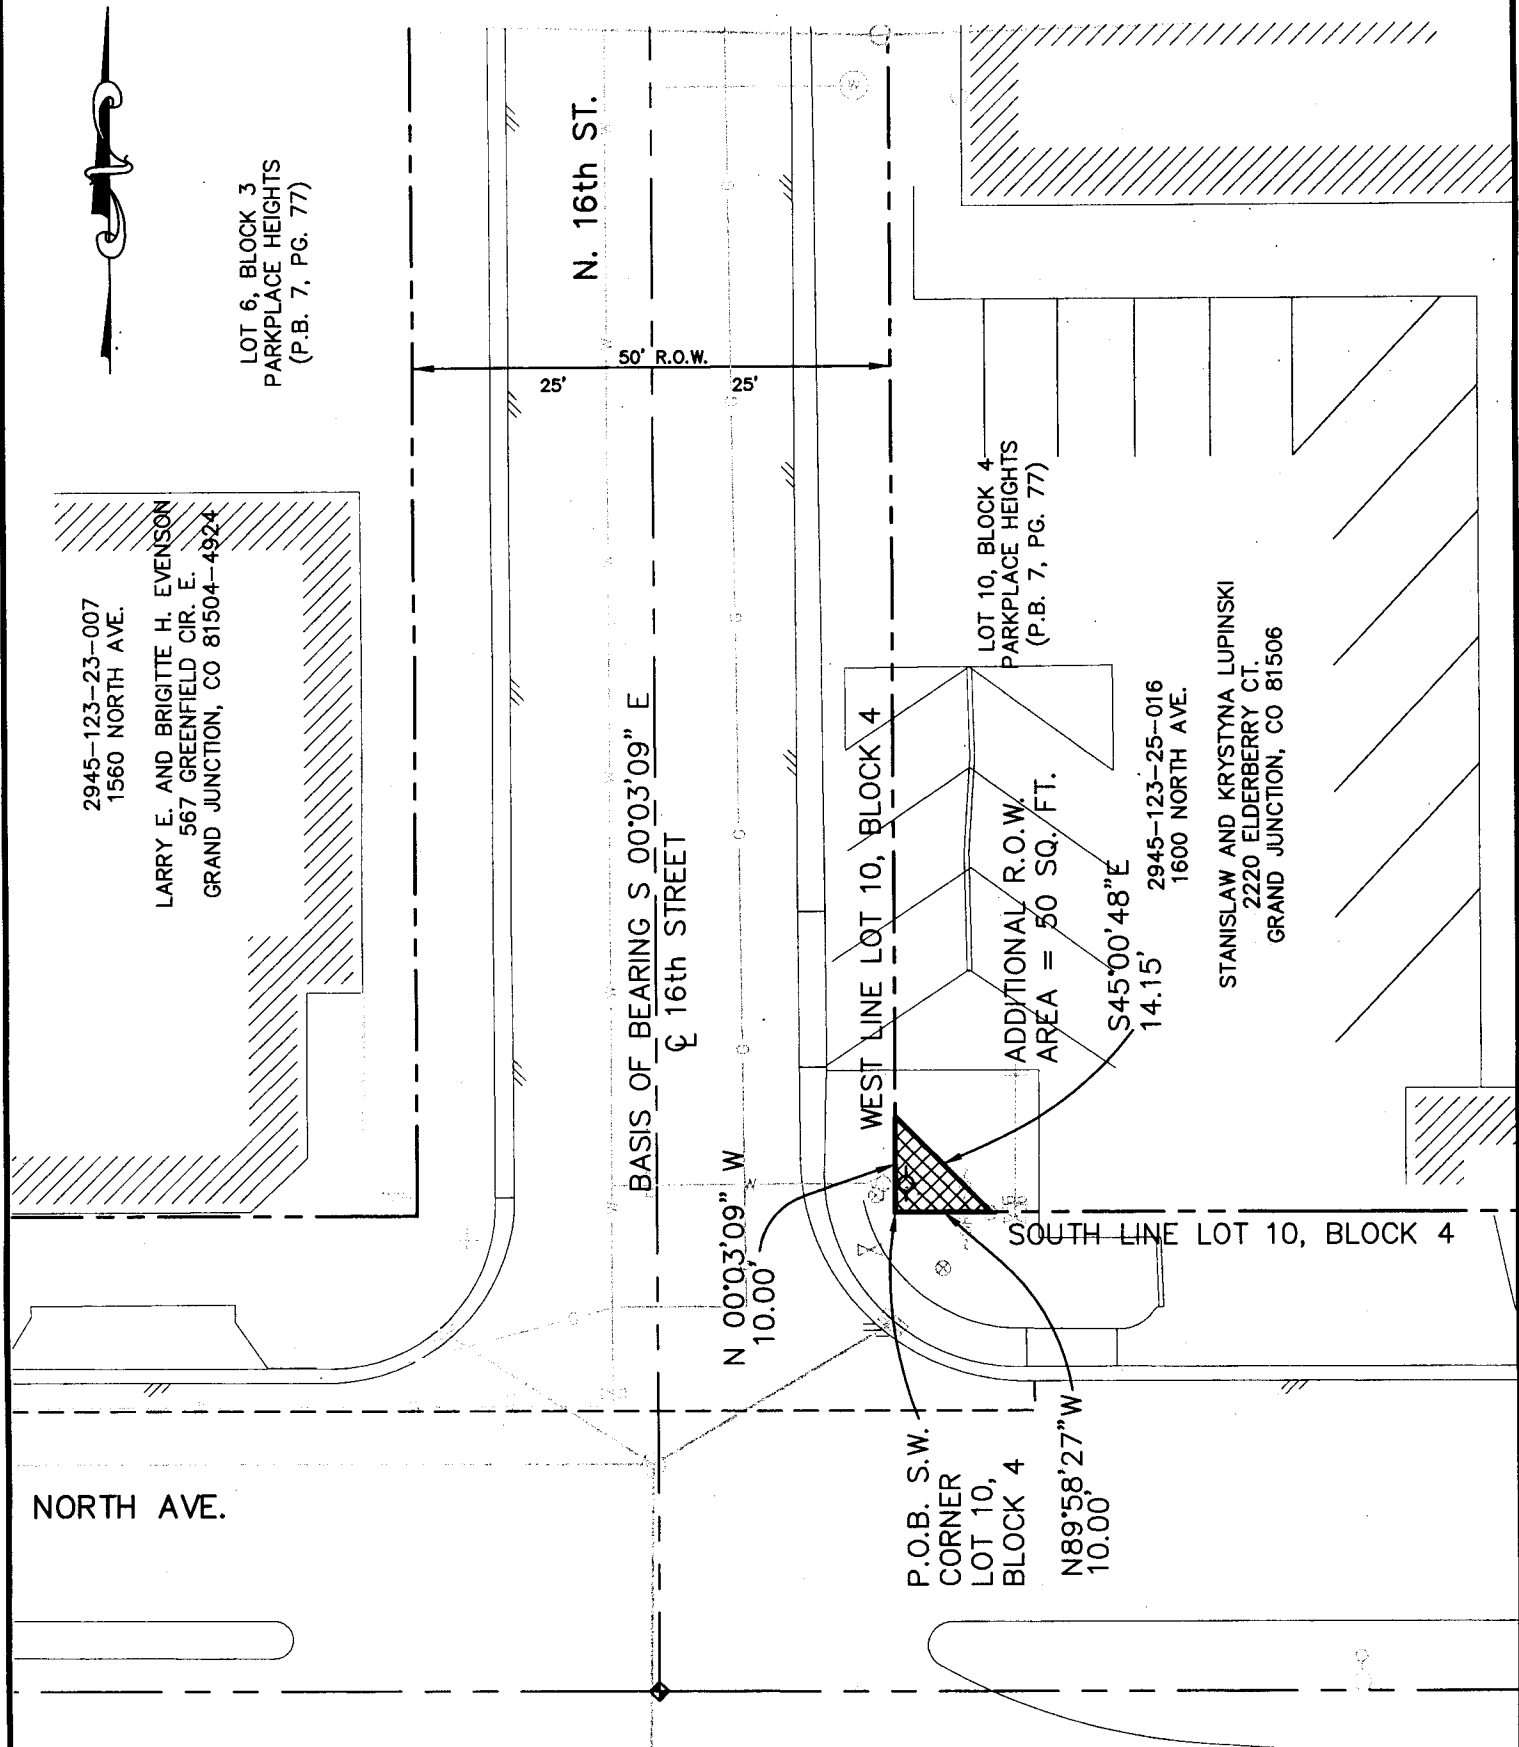 LOT 6, BLOCK 3
PARKPLACE HEIGHTS
(P.B. 7, PG. 77)
N. 16th ST.
50' R.O.W.
25'
25'
2945-123-23-007
1560 NORTH AVE.
LARRY E. AND BRIGITTE H. EVENSON
567 GREENFIELD CIR. E.
GRAND JUNCTION, CO 81504-4924
BASIS OF BEARING S 00°03'09" E
℄ 16th STREET
LOT 10, BLOCK 4
PARKPLACE HEIGHTS
(P.B. 7, PG. 77)
WEST LINE LOT 10, BLOCK 4
ADDITIONAL R.O.W.
AREA = 50 SQ. FT.
S45°00'48"E
14.15'
2945-123-25-016
1600 NORTH AVE.
STANISLAW AND KRYSTYNA LUPINSKI
2220 ELDERBERRY CT.
GRAND JUNCTION, CO 81506
N 00°03'09" W
10.00'
SOUTH LINE LOT 10, BLOCK 4
P.O.B. S.W.
CORNER
LOT 10,
BLOCK 4
N89°58'27"W
10.00'
NORTH AVE.